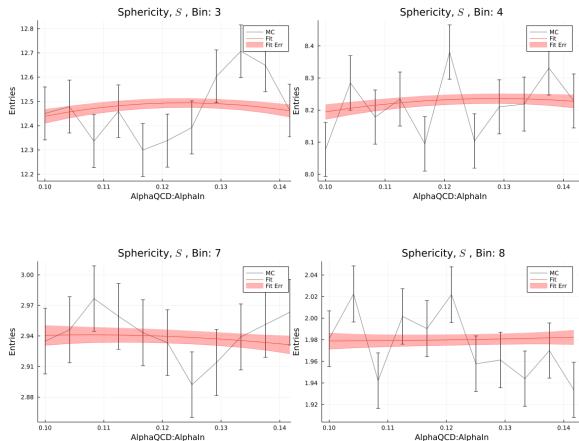 Sphericity, S , Bin: 3
12.8
12.7
12.6
12.5
12.4
12.3
12.2
Entries
MC
Fit
Fit Err
0.10
0.11
0.12
0.13
0.14
AlphaQCD:AlphaIn
Sphericity, S , Bin: 4
8.4
8.3
8.2
8.1
8.0
Entries
MC
Fit
Fit Err
0.10
0.11
0.12
0.13
0.14
AlphaQCD:AlphaIn
Sphericity, S , Bin: 7
3.00
2.97
2.94
2.91
2.88
Entries
MC
Fit
Fit Err
0.10
0.11
0.12
0.13
0.14
AlphaQCD:AlphaIn
Sphericity, S , Bin: 8
2.04
2.02
2.00
1.98
1.96
1.94
1.92
Entries
MC
Fit
Fit Err
0.10
0.11
0.12
0.13
0.14
AlphaQCD:AlphaIn